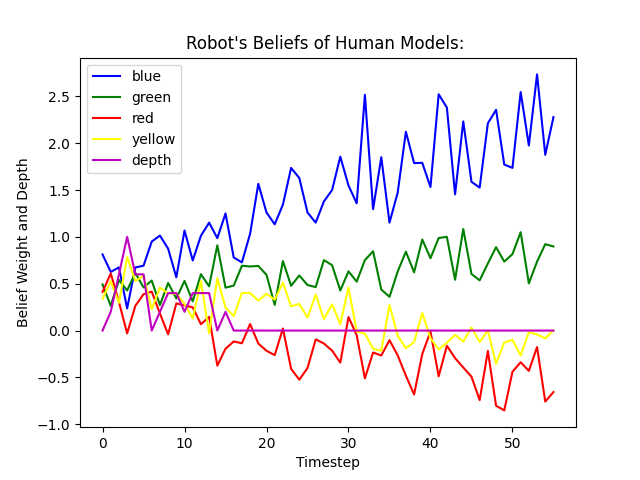 Robot's Beliefs of Human Models:
blue
green
red
yellow
depth
Belief Weight and Depth
2.5
2.0
1.5
1.0
0.5
0.0
−0.5
−1.0
0 10 20 30 40 50
Timestep